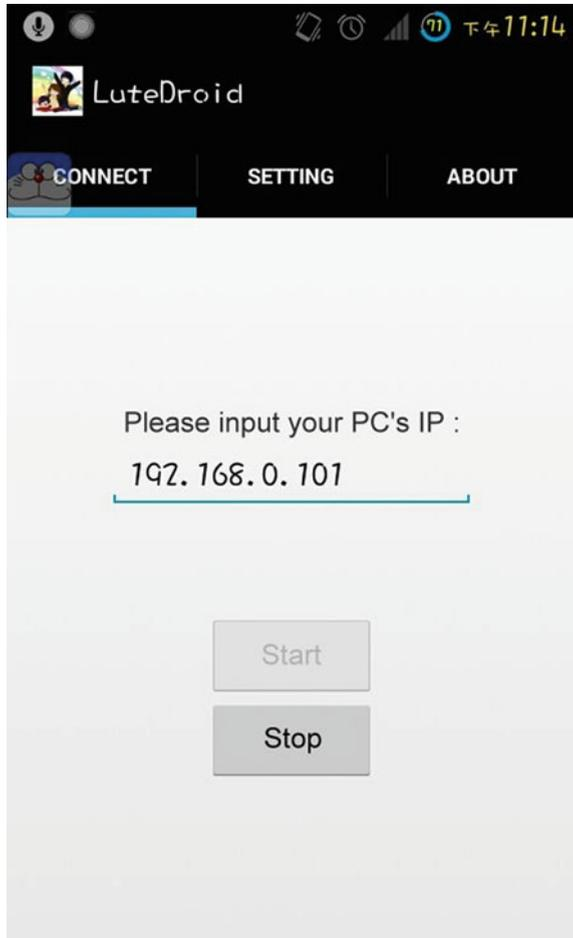 71 下午11:14
LuteDroid
CONNECT SETTING ABOUT
Please input your PC's IP :
192.168.0.101
Start
Stop